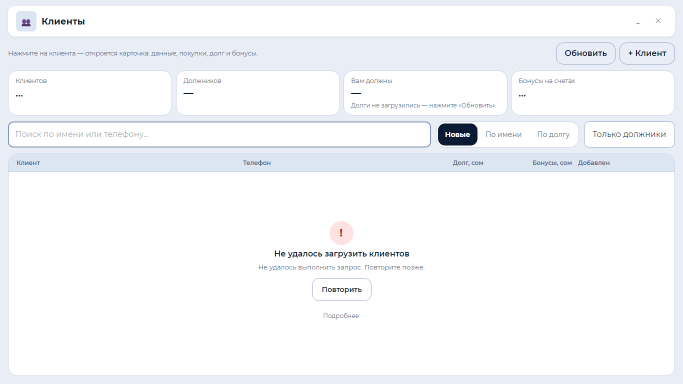 Клиенты
Нажмите на клиента — откроется карточка: данные, покупки, долг и бонусы.
Обновить
+ Клиент
Клиентов
...
Должников
—
Вам должны
—
Долги не загрузились — нажмите «Обновить».
Бонусы на счетах
...
Поиск по имени или телефону...
Новые
По имени
По долгу
Только должники
Клиент
Телефон
Долг, сом
Бонусы, сом
Добавлен
!
Не удалось загрузить клиентов
Не удалось выполнить запрос. Повторите позже.
Повторить
Подробнее